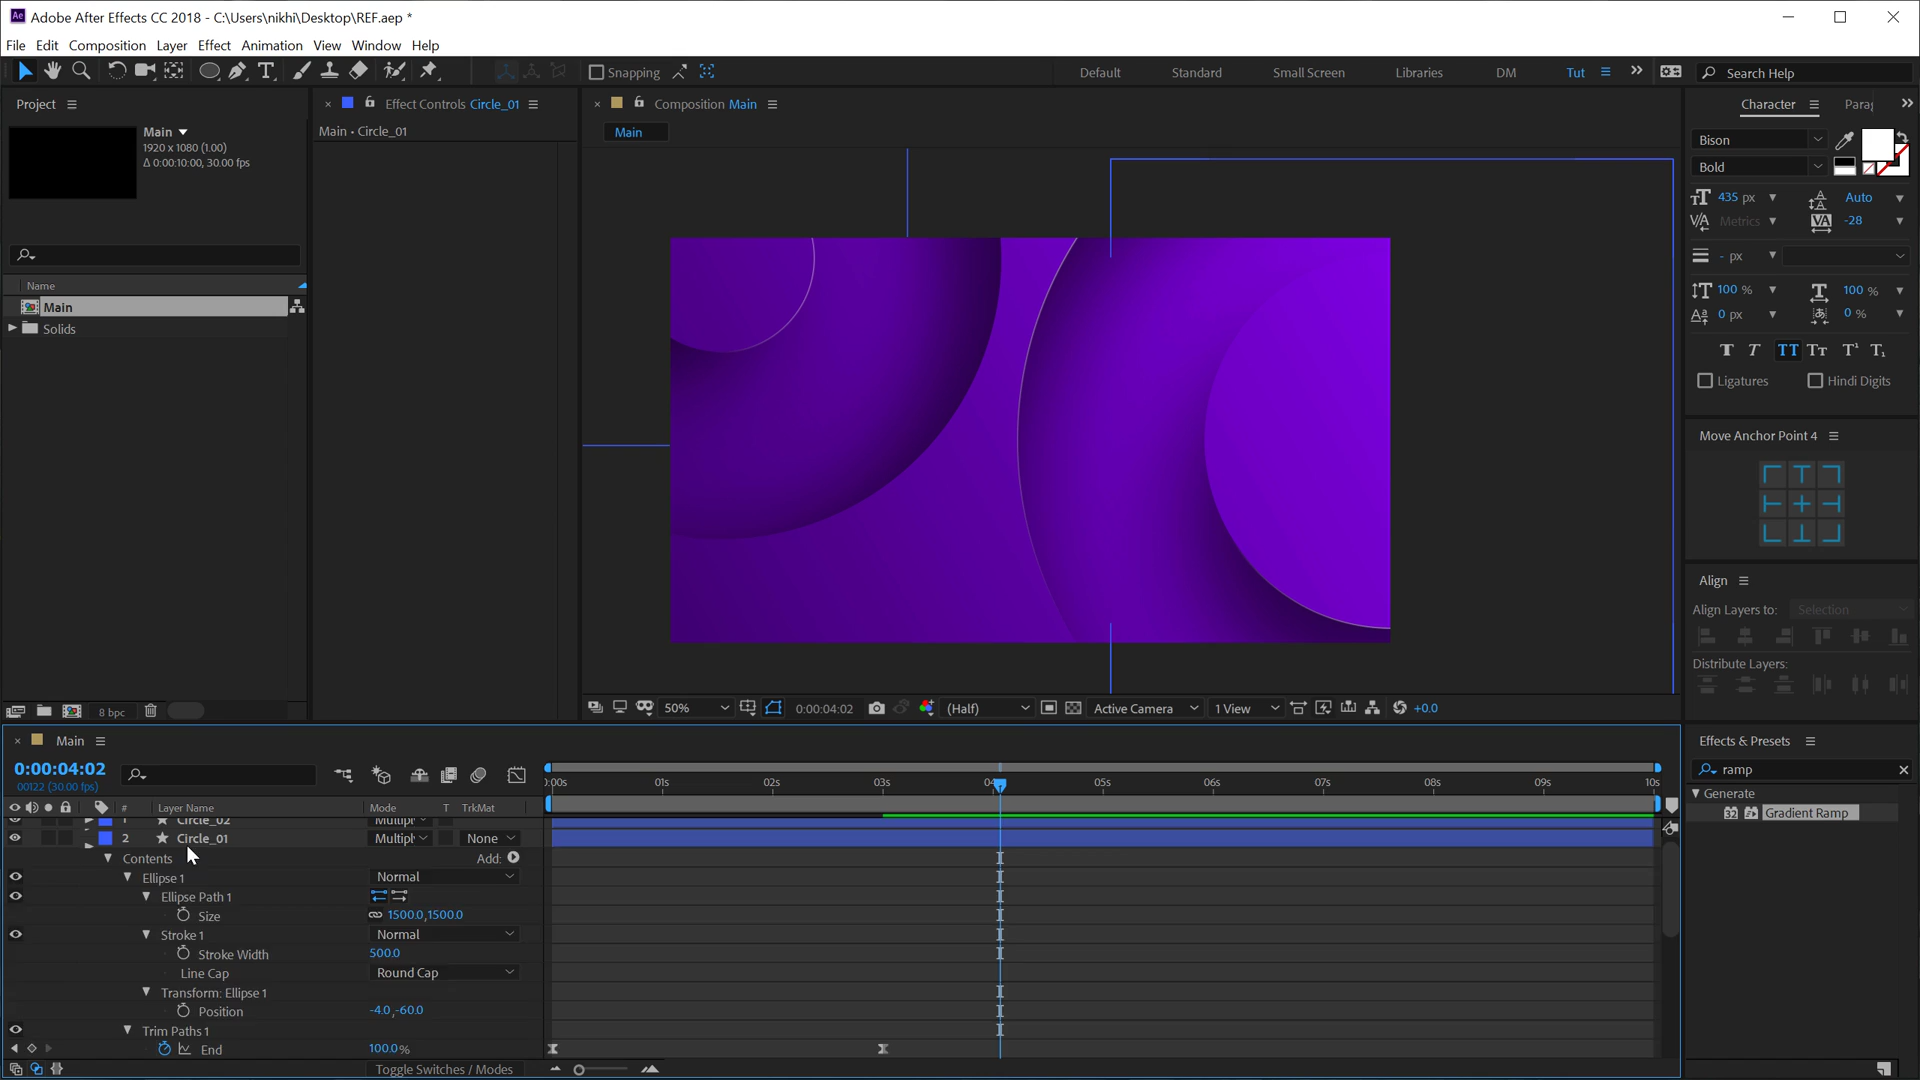 Adobe After Effects CC 2018 - C:\Users\nikhi\Desktop\REF.aep *
File Edit Composition Layer Effect Animation View Window Help
Snapping Default Standard Small Screen Libraries DM Tut Search Help
Project
Main
1920 x 1080 (1.00)
Δ 0:00:10:00, 30.00 fps
Name
Main
Solids
8 bpc
Effect Controls Circle_01
Main • Circle_01
Composition Main
Main
50% 0:00:04:02 (Half) Active Camera 1 View +0.0
Character
Bison
Bold
435 px Auto
Metrics -28
- px
100 % 100 %
0 px 0 %
Ligatures Hindi Digits
Move Anchor Point 4
Align
Align Layers to: Selection
Distribute Layers:
Effects & Presets
ramp
Generate
32 Gradient Ramp
Main
0:00:04:02
00122 (30.00 fps)
# Layer Name Mode T TrkMat
:00s 01s 02s 03s 04s 05s 06s 07s 08s 09s 10s
1 Circle_02
2 Circle_01 None
Contents Add:
Ellipse 1 Normal
Ellipse Path 1
Size 1500.0,1500.0
Stroke 1 Normal
Stroke Width 500.0
Line Cap Round Cap
Transform: Ellipse 1
Position -4.0,-60.0
Trim Paths 1
End 100.0%
Toggle Switches / Modes